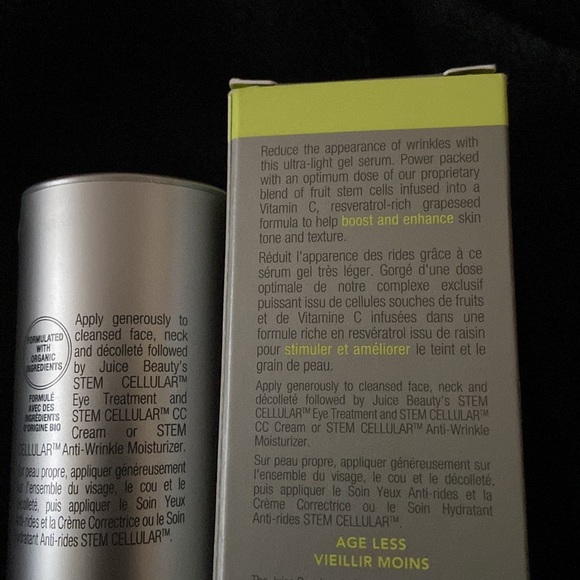 FORMULATED
WITH
ORGANIC
INGREDIENTS
FORMULÉ
AVEC DES
INGRÉDIENTS
D'ORIGINE BIO
Apply generously to
cleansed face, neck
and décolleté followed
by Juice Beauty's
STEM CELLULAR™
Eye Treatment and
STEM CELLULAR™ CC
Cream or STEM
CELLULAR™ Anti-Wrinkle Moisturizer.
Sur peau propre, appliquer généreusement
sur l'ensemble du visage, le cou et le
décolleté, puis appliquer le Soin Yeux
Anti-rides et la Crème Correctrice ou le Soin
Hydratant Anti-rides STEM CELLULAR™.
Reduce the appearance of wrinkles with
this ultra-light gel serum. Power packed
with an optimum dose of our proprietary
blend of fruit stem cells infused into a
Vitamin C, resveratrol-rich grapeseed
formula to help boost and enhance skin
tone and texture.
Réduit l'apparence des rides grâce à ce
sérum gel très léger. Gorgé d'une dose
optimale de notre complexe exclusif
puissant issu de cellules souches de fruits
et de Vitamine C infusées dans une
formule riche en resvératrol issu de raisin
pour stimuler et améliorer le teint et le
grain de peau.
Apply generously to cleansed face, neck and
décolleté followed by Juice Beauty's STEM
CELLULAR™ Eye Treatment and STEM CELLULAR™
CC Cream or STEM CELLULAR™ Anti-Wrinkle
Moisturizer.
Sur peau propre, appliquer généreusement sur
l'ensemble du visage, le cou et le décolleté,
puis appliquer le Soin Yeux Anti-rides et la
Crème Correctrice ou le Soin Hydratant
Anti-rides STEM CELLULAR™.
AGE LESS
VIEILLIR MOINS